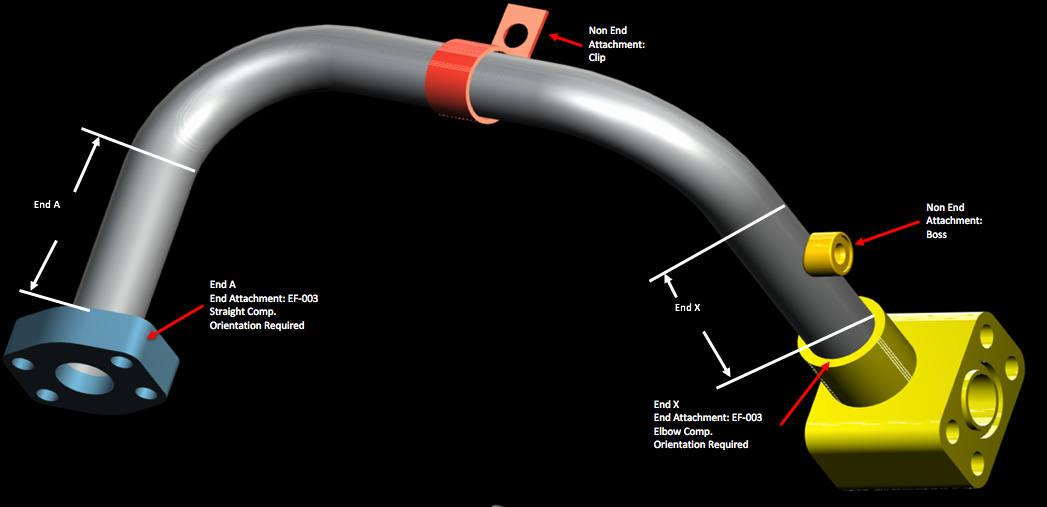 Non End
Attachment:
Clip
End A
Non End
Attachment:
Boss
End A
End Attachment: EF-003
Straight Comp.
Orientation Required
End X
End X
End Attachment: EF-003
Elbow Comp.
Orientation Required